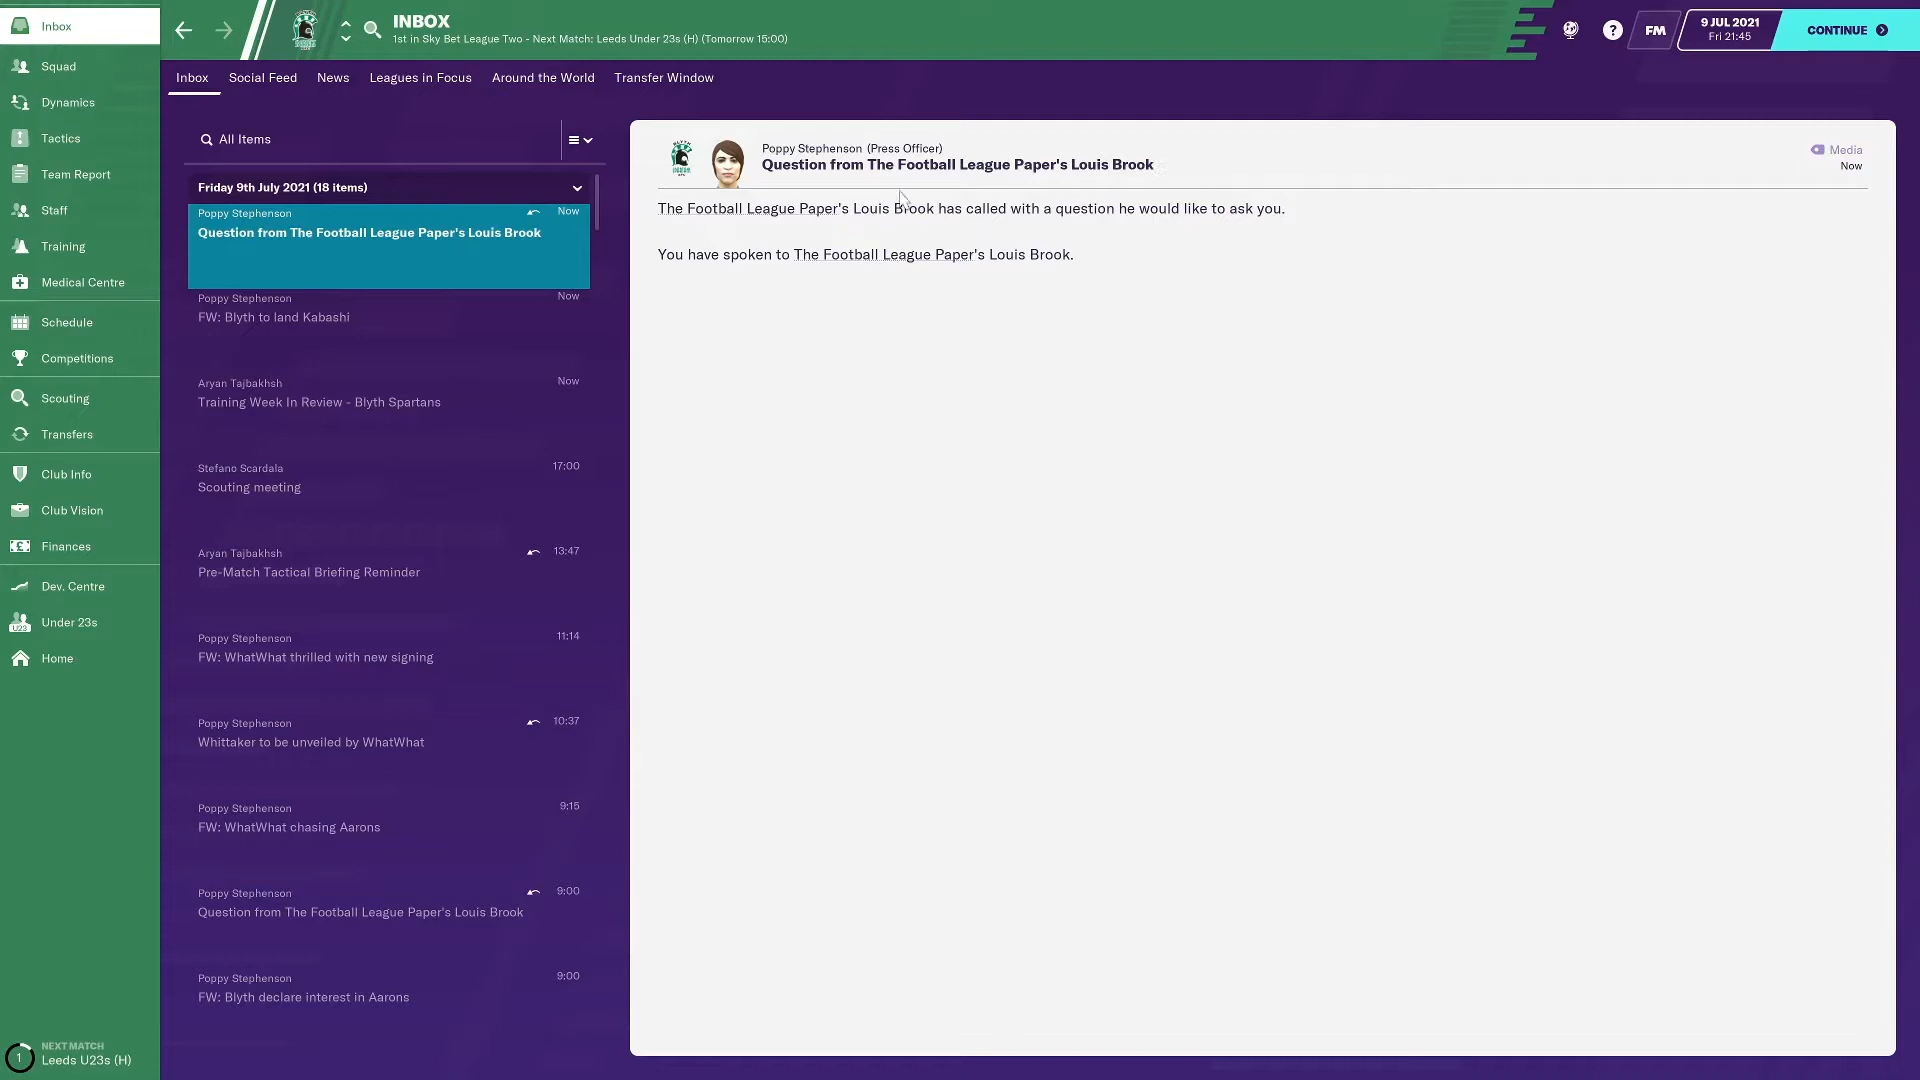 Inbox
Squad
Dynamics
Tactics
Team Report
Staff
Training
Medical Centre
Schedule
Competitions
Scouting
Transfers
Club Info
Club Vision
Finances
Dev. Centre
U23
Under 23s
Home
1
NEXT MATCH
Leeds U23s (H)
INBOX
1st in Sky Bet League Two - Next Match: Leeds Under 23s (H) (Tomorrow 15:00)
?
FM
9 JUL 2021
Fri 21:45
CONTINUE
Inbox Social Feed News Leagues in Focus Around the World Transfer Window
All Items
Friday 9th July 2021 (18 items)
Poppy Stephenson Now
Question from The Football League Paper's Louis Brook
Poppy Stephenson Now
FW: Blyth to land Kabashi
Aryan Tajbakhsh Now
Training Week In Review - Blyth Spartans
Stefano Scardala 17:00
Scouting meeting
Aryan Tajbakhsh 13:47
Pre-Match Tactical Briefing Reminder
Poppy Stephenson 11:14
FW: WhatWhat thrilled with new signing
Poppy Stephenson 10:37
Whittaker to be unveiled by WhatWhat
Poppy Stephenson 9:15
FW: WhatWhat chasing Aarons
Poppy Stephenson 9:00
Question from The Football League Paper's Louis Brook
Poppy Stephenson 9:00
FW: Blyth declare interest in Aarons
Poppy Stephenson (Press Officer)
Question from The Football League Paper's Louis Brook
Media
Now
The Football League Paper's Louis Brook has called with a question he would like to ask you.
You have spoken to The Football League Paper's Louis Brook.